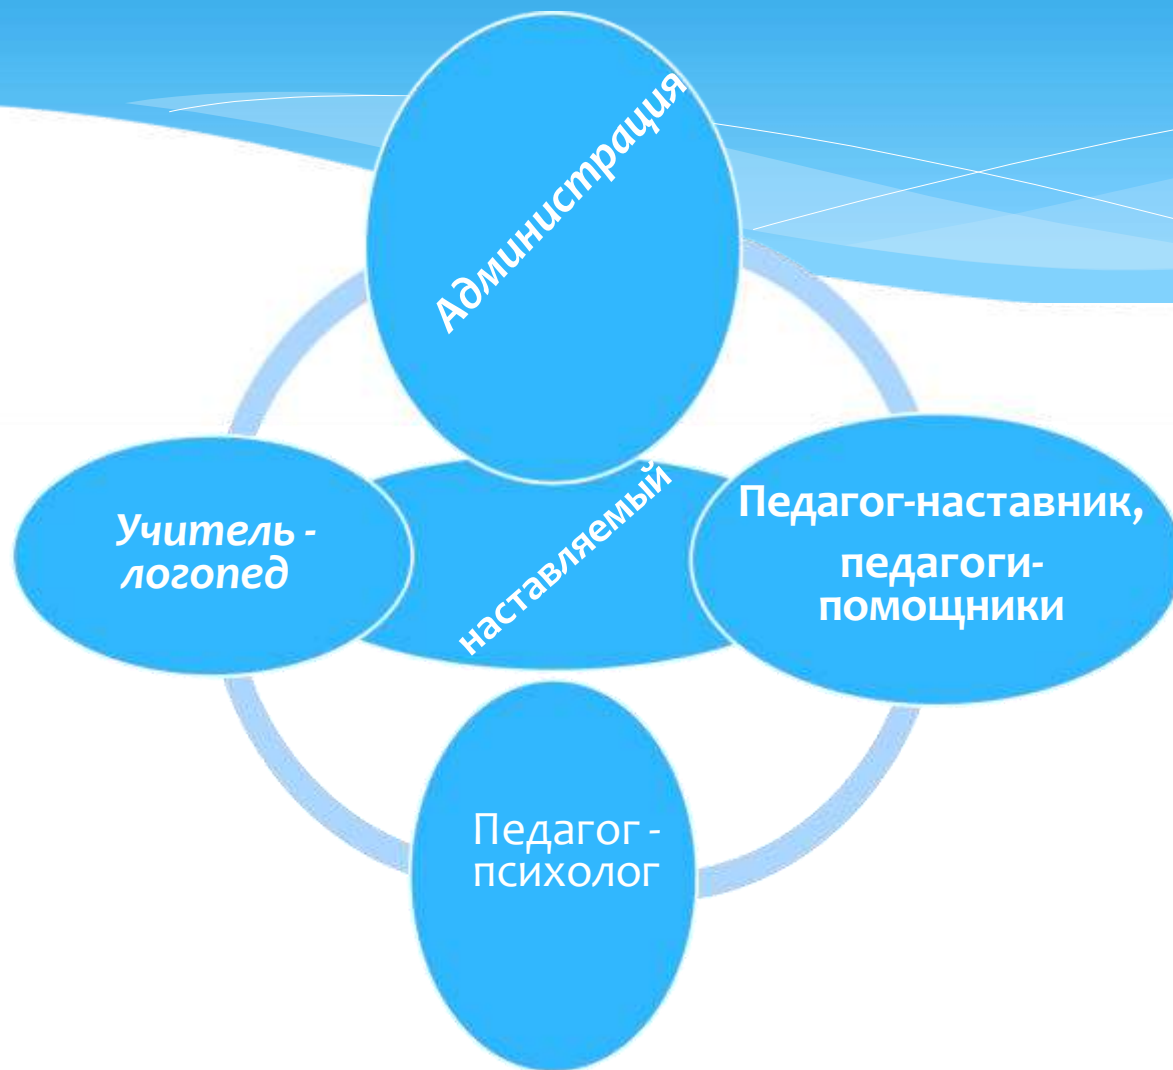 Администрация
Учитель -
логопед
наставляемый
Педагог-наставник,
педагоги-
помощники
Педагог -
психолог